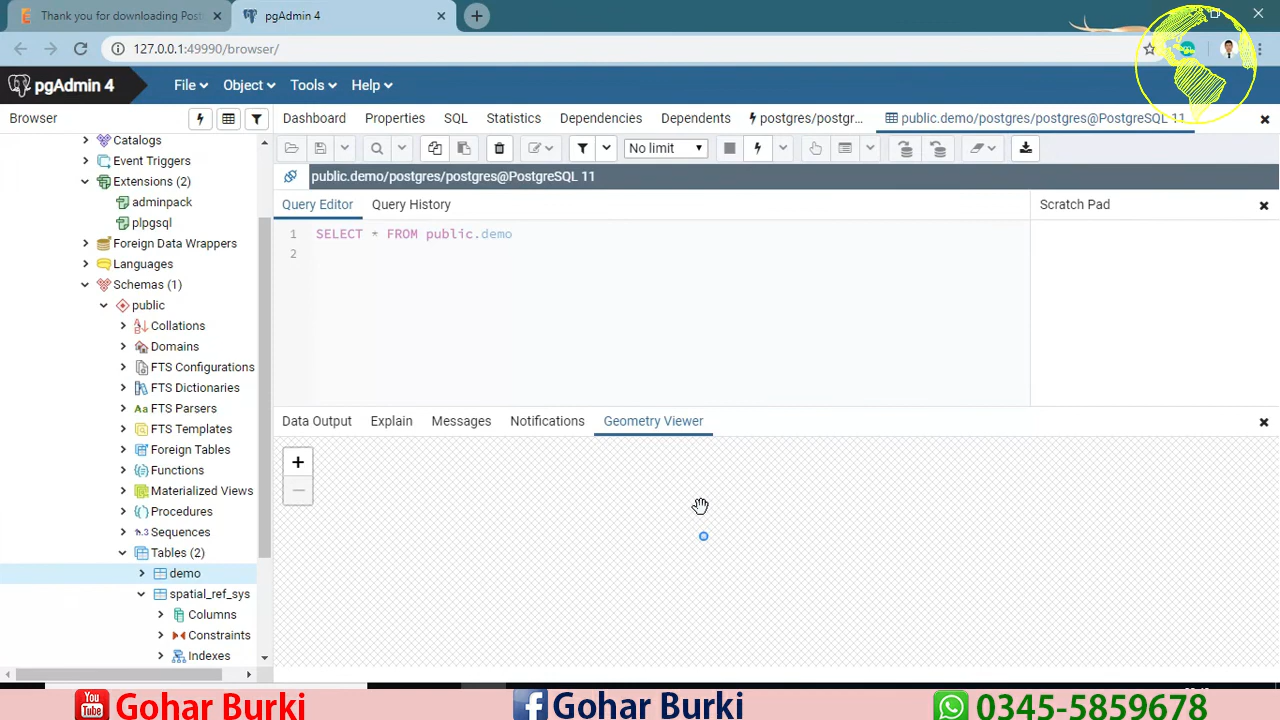 Thank you for downloading Post
pgAdmin 4
127.0.0.1:49990/browser/
pgAdmin 4
File
Object
Tools
Help
Browser
Dashboard
Properties
SQL
Statistics
Dependencies
Dependents
postgres/postgr...
public.demo/postgres/postgres@PostgreSQL 11
No limit
public.demo/postgres/postgres@PostgreSQL 11
Query Editor
Query History
Scratch Pad
1 SELECT * FROM public.demo
2
Catalogs
Event Triggers
Extensions (2)
adminpack
plpgsql
Foreign Data Wrappers
Languages
Schemas (1)
public
Collations
Domains
FTS Configurations
FTS Dictionaries
Aa FTS Parsers
FTS Templates
Foreign Tables
Functions
Materialized Views
Procedures
1..3 Sequences
Tables (2)
demo
spatial_ref_sys
Columns
Constraints
Indexes
Data Output
Explain
Messages
Notifications
Geometry Viewer
+
−
You Tube Gohar Burki
f Gohar Burki
0345-5859678